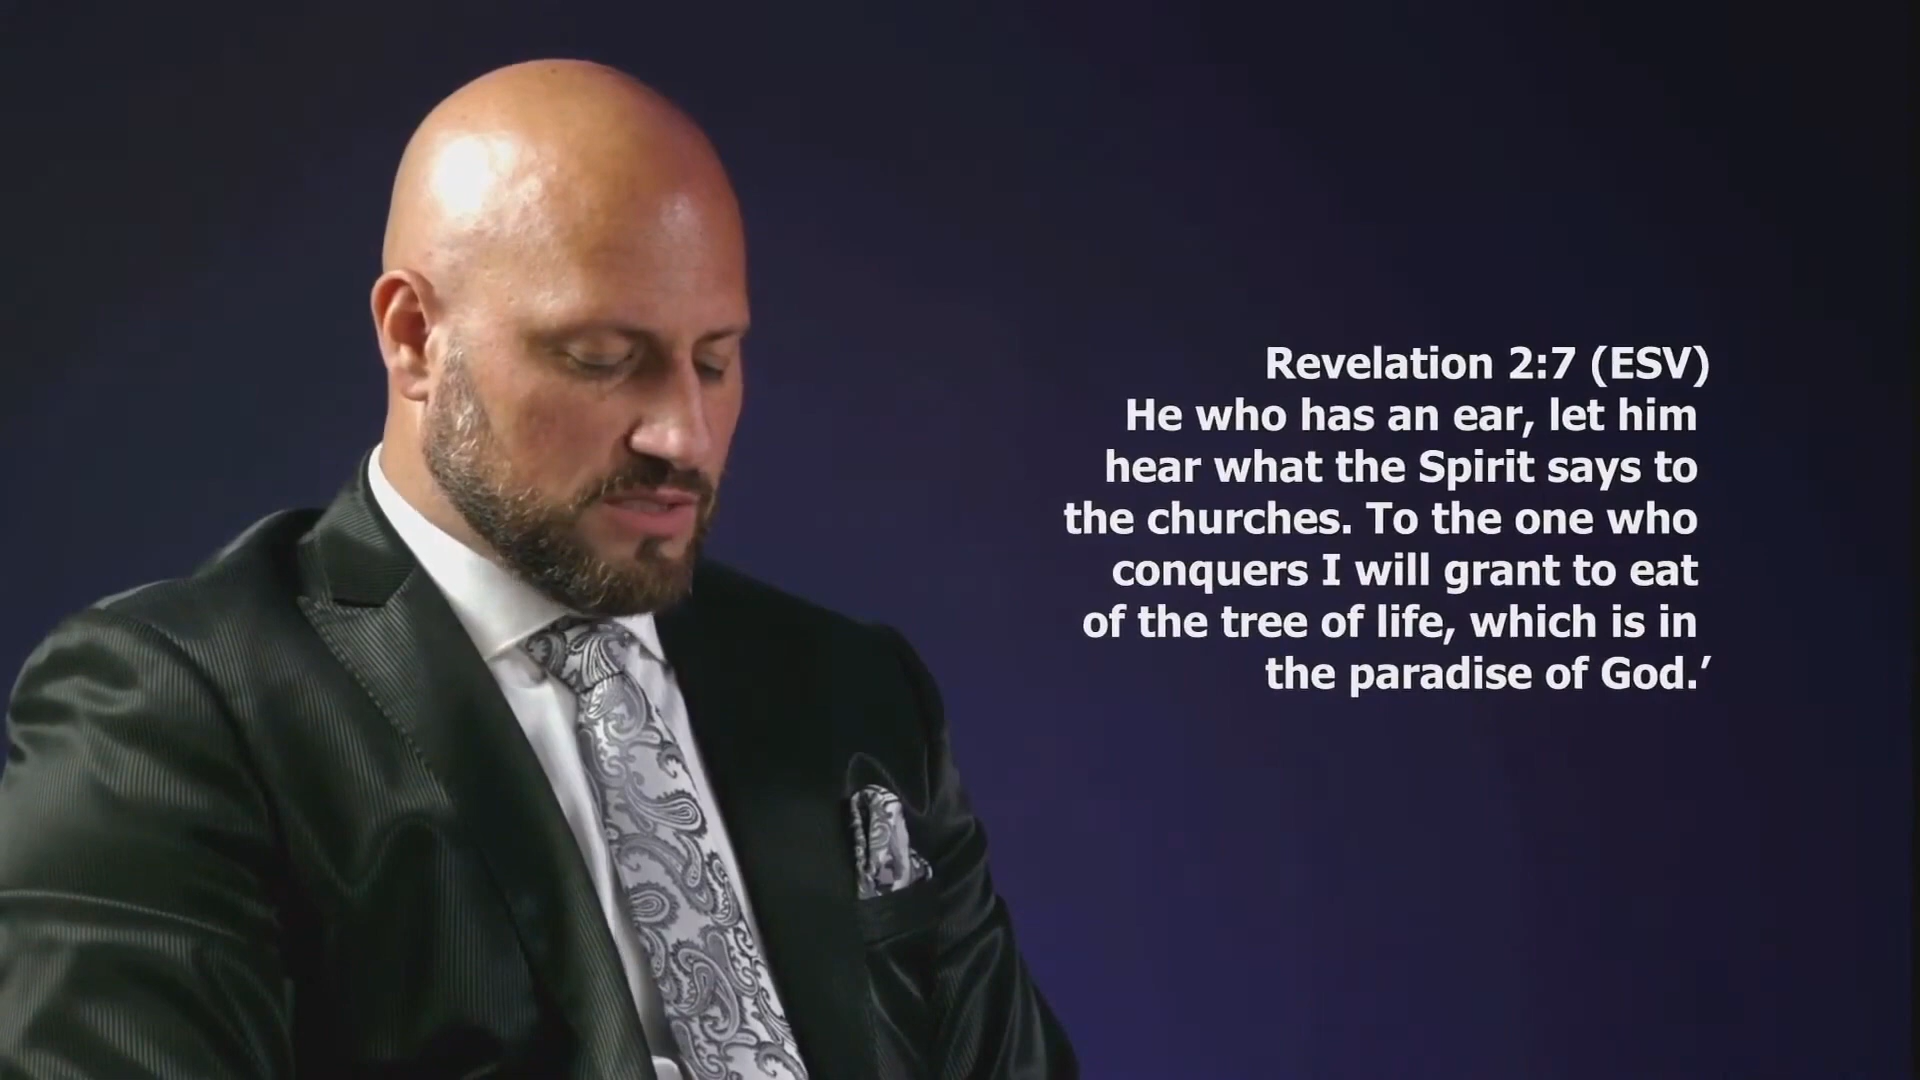 Revelation 2:7 (ESV)
He who has an ear, let him
hear what the Spirit says to
the churches. To the one who
conquers I will grant to eat
of the tree of life, which is in
the paradise of God.’